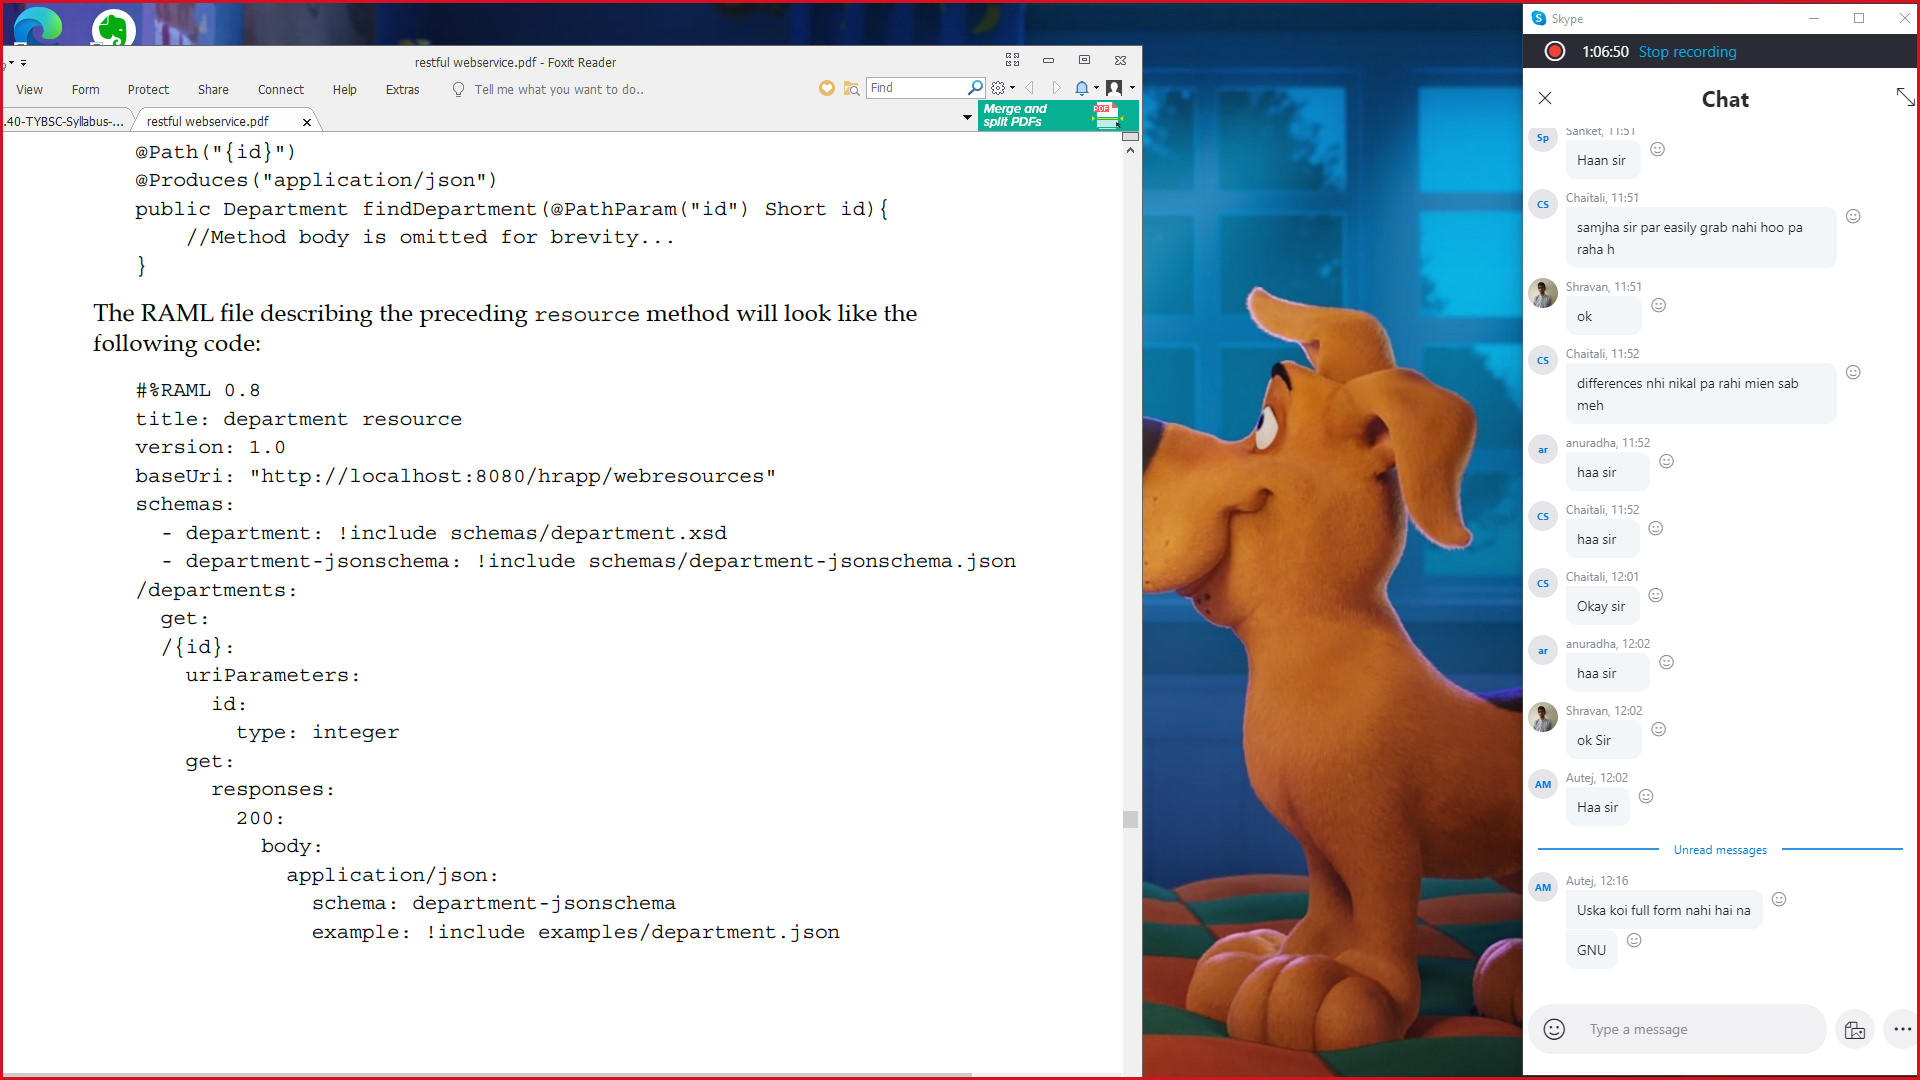 restful webservice.pdf - Foxit Reader
View Form Protect Share Connect Help Extras Tell me what you want to do.. Find
.40-TYBSC-Syllabus-... restful webservice.pdf
Merge and
split PDFs
PDF
@Path("{id}")
@Produces("application/json")
public Department findDepartment(@PathParam("id") Short id){
//Method body is omitted for brevity...
}
The RAML file describing the preceding resource method will look like the
following code:
#%RAML 0.8
title: department resource
version: 1.0
baseUri: "http://localhost:8080/hrapp/webresources"
schemas:
- department: !include schemas/department.xsd
- department-jsonschema: !include schemas/department-jsonschema.json
/departments:
get:
/{id}:
uriParameters:
id:
type: integer
get:
responses:
200:
body:
application/json:
schema: department-jsonschema
example: !include examples/department.json
Skype
1:06:50 Stop recording
Chat
Sanket, 11:51
Sp
Haan sir
Chaitali, 11:51
CS
samjha sir par easily grab nahi hoo pa
raha h
Shravan, 11:51
ok
Chaitali, 11:52
CS
differences nhi nikal pa rahi mien sab
meh
anuradha, 11:52
ar
haa sir
Chaitali, 11:52
CS
haa sir
Chaitali, 12:01
CS
Okay sir
anuradha, 12:02
ar
haa sir
Shravan, 12:02
ok Sir
Autej, 12:02
AM
Haa sir
Unread messages
Autej, 12:16
AM
Uska koi full form nahi hai na
GNU
Type a message